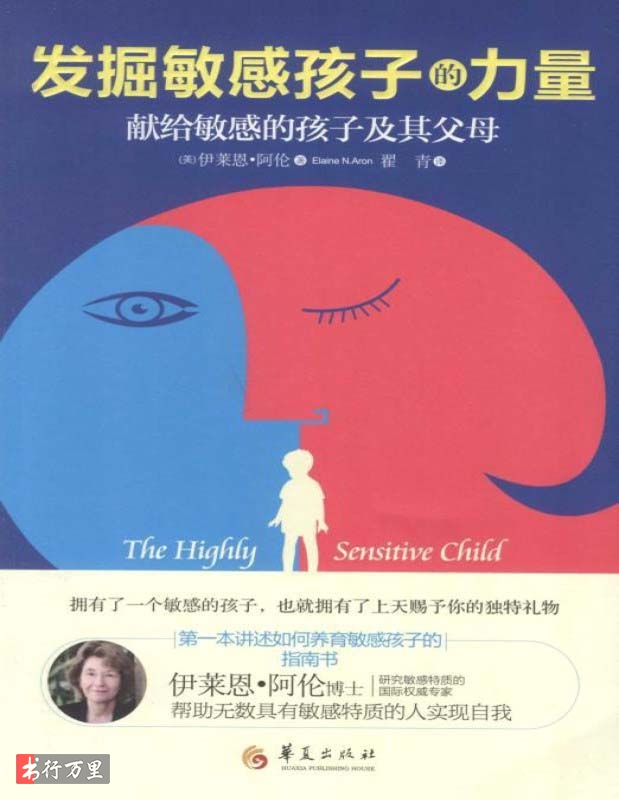 发掘敏感孩子的力量
献给敏感的孩子及其父母
(美)伊莱恩·阿伦 著 Elaine N.Aron 翟 青 译
The Highly Sensitive Child
拥有了一个敏感的孩子，也就拥有了上天赐予你的独特礼物
第一本讲述如何养育敏感孩子的
指南书
伊莱恩·阿伦博士
研究敏感特质的
国际权威专家
帮助无数具有敏感特质的人实现自我
华夏出版社
HUAXIA PUBLISHING HOUSE
书行万里